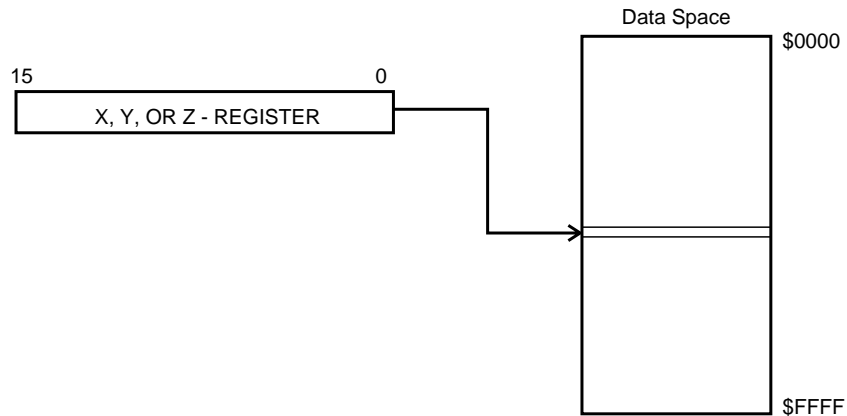 Data Space
$0000
15
0
X, Y, OR Z - REGISTER
$FFFF